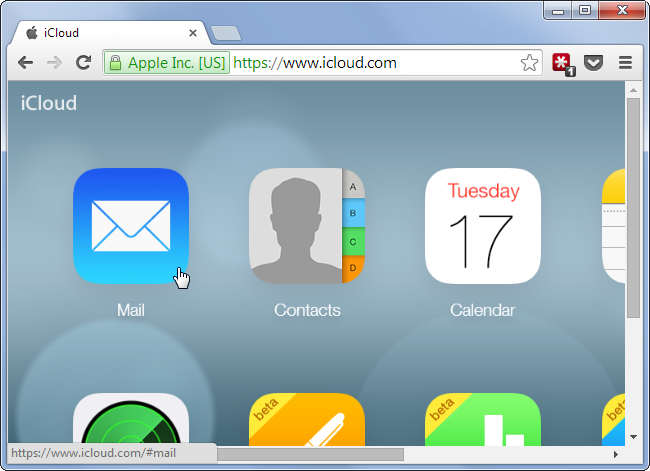 iCloud
Apple Inc. [US] https://www.icloud.com
1
iCloud
A
B
C
D
Tuesday
17
Mail
Contacts
Calendar
beta
beta
beta
https://www.icloud.com/#mail